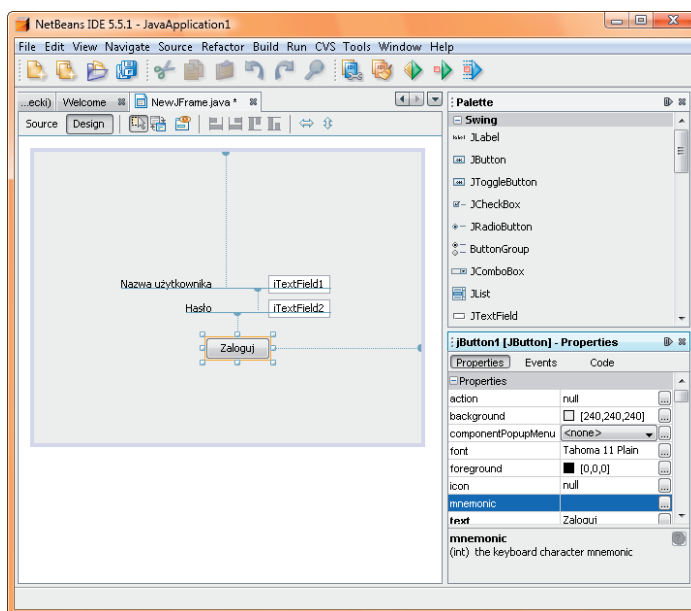 NetBeans IDE 5.5.1 - JavaApplication1
File Edit View Navigate Source Refactor Build Run CVS Tools Window Help
...ecki) Welcome NewJFrame.java *
Source Design
Nazwa użytkownika jTextField1
Hasło jTextField2
Zaloguj
Palette
Swing
label JLabel
JButton
JToggleButton
JCheckBox
JRadioButton
ButtonGroup
JComboBox
JList
JTextField
jButton1 [JButton] - Properties
Properties Events Code
Properties
action null ...
background [240,240,240] ...
componentPopupMenu <none> ...
font Tahoma 11 Plain ...
foreground [0,0,0] ...
icon null ...
mnemonic ...
text Zaloguj ...
mnemonic
(int) the keyboard character mnemonic